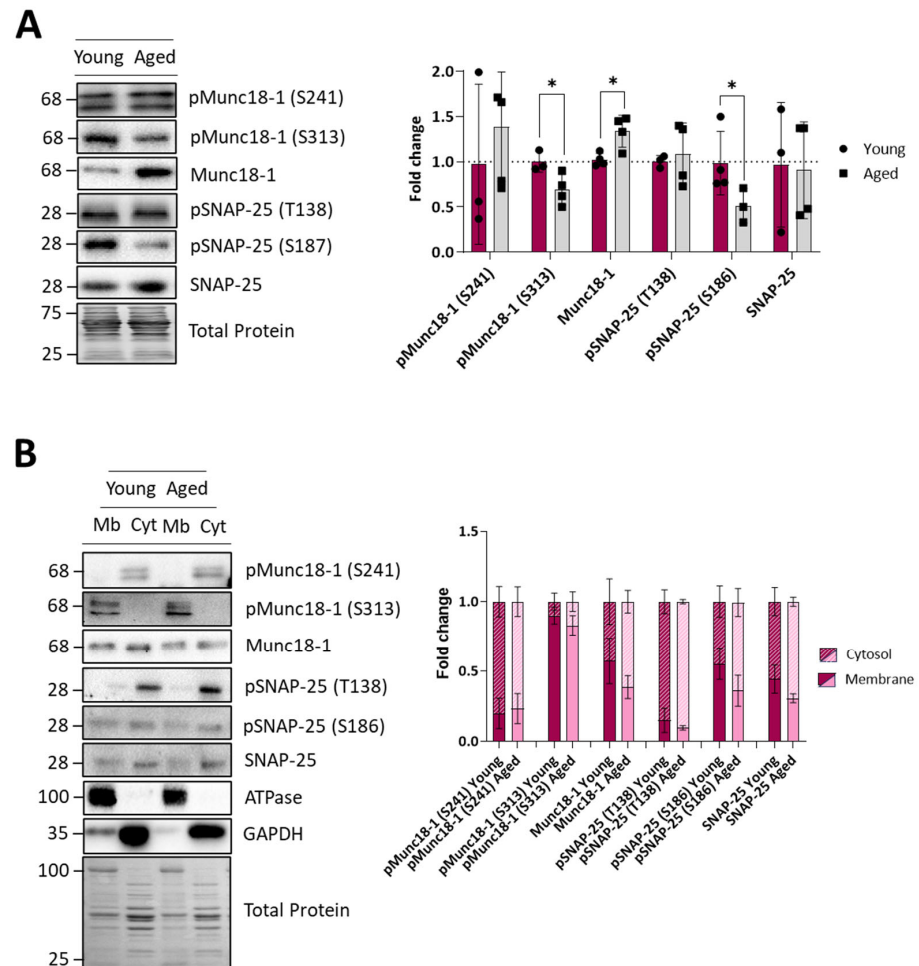 A
Young Aged
68 pMunc18-1 (S241)
68 pMunc18-1 (S313)
68 Munc18-1
28 pSNAP-25 (T138)
28 pSNAP-25 (S187)
28 SNAP-25
75
Total Protein
25
Fold change
2.0
1.5
1.0
0.5
0.0
* * *
pMunc18-1 (S241)
pMunc18-1 (S313)
Munc18-1
pSNAP-25 (T138)
pSNAP-25 (S186)
SNAP-25
Young
Aged
B
Young Aged
Mb Cyt Mb Cyt
68 pMunc18-1 (S241)
68 pMunc18-1 (S313)
68 Munc18-1
28 pSNAP-25 (T138)
28 pSNAP-25 (S186)
28 SNAP-25
100 ATPase
35 GAPDH
100
Total Protein
25
Fold change
1.5
1.0
0.5
0.0
pMunc18-1 (S241) Young
pMunc18-1 (S241) Aged
pMunc18-1 (S313) Young
pMunc18-1 (S313) Aged
Munc18-1 Young
Munc18-1 Aged
pSNAP-25 (T138) Young
pSNAP-25 (T138) Aged
pSNAP-25 (S186) Young
pSNAP-25 (S186) Aged
SNAP-25 Young
SNAP-25 Aged
Cytosol
Membrane